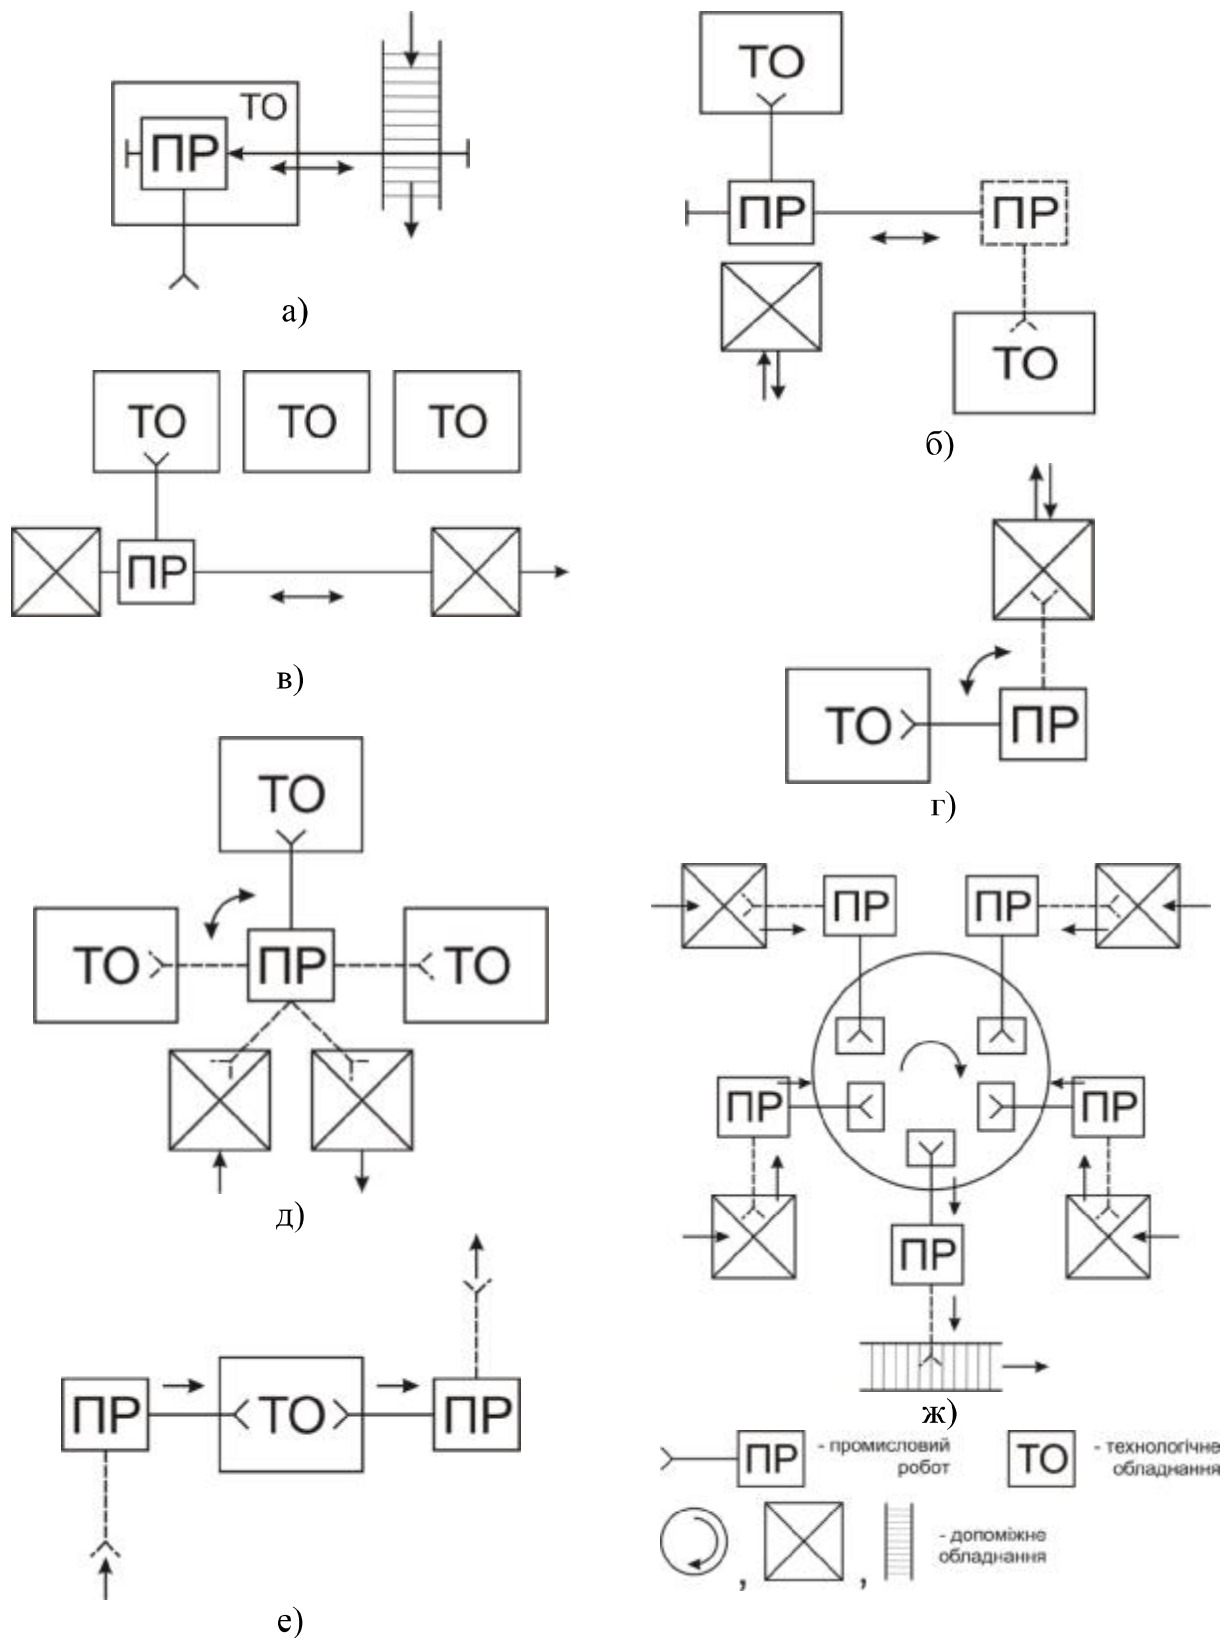 ТО
ПР
а)
ТО
ПР
ПР
ТО
б)
ТО
ТО
ТО
ПР
в)
ТО
ПР
г)
ТО
ТО
ПР
ТО
д)
ПР
ПР
ПР
ПР
ПР
ж)
ПР
ТО
ПР
е)
ПР
- промисловий
робот
ТО
- технологічне
обладнання
,
,
- допоміжне
обладнання